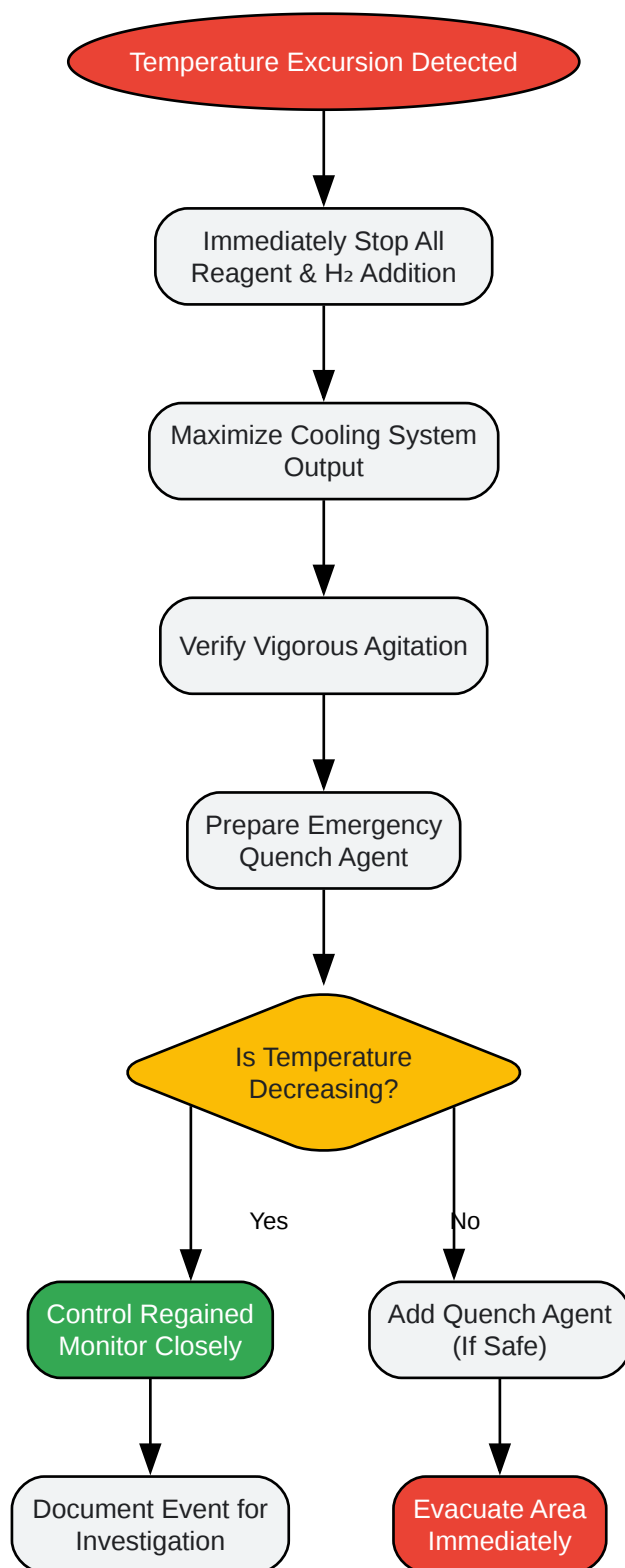 Temperature Excursion Detected
Immediately Stop All
Reagent & H₂ Addition
Maximize Cooling System
Output
Verify Vigorous Agitation
Prepare Emergency
Quench Agent
Is Temperature
Decreasing?
Yes
No
Control Regained
Monitor Closely
Add Quench Agent
(If Safe)
Document Event for
Investigation
Evacuate Area
Immediately